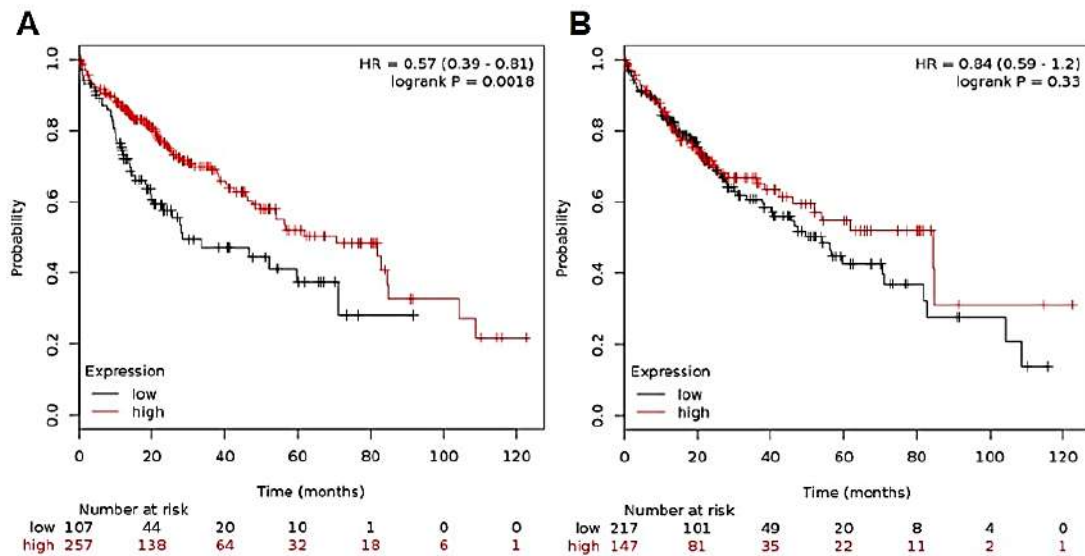 A
HR = 0.57 (0.39 - 0.81)
logrank P = 0.0018
Probability
1.0
0.8
0.6
0.4
0.2
0.0
Expression
low
high
0 20 40 60 80 100 120
Time (months)
Number at risk
low 107 44 20 10 1 0 0
high 257 138 64 32 18 6 1
B
HR = 0.84 (0.59 - 1.2)
logrank P = 0.33
Probability
1.0
0.8
0.6
0.4
0.2
0.0
Expression
low
high
0 20 40 60 80 100 120
Time (months)
Number at risk
low 217 101 49 20 8 4 0
high 147 81 35 22 11 2 1